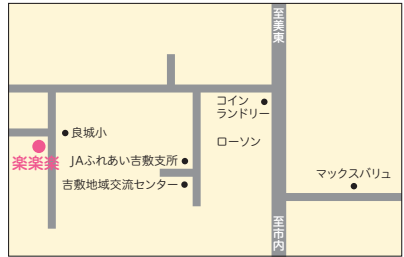 至美東
コイン
ランドリー
良城小
ローソン
楽楽楽
JAふれあい吉敷支所
マックスバリュ
吉敷地域交流センター
至市内